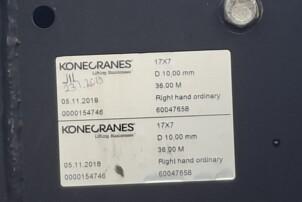 KONECRANES
Lifting Businesses
17X7
D 10,00 mm
36.00 M
05.11.2018
Right hand ordinary
0000154746
60047658
KONECRANES
Lifting Businesses
17X7
D 10,00 mm
36.00 M
05.11.2018
Right hand ordinary
0000154746
60047658